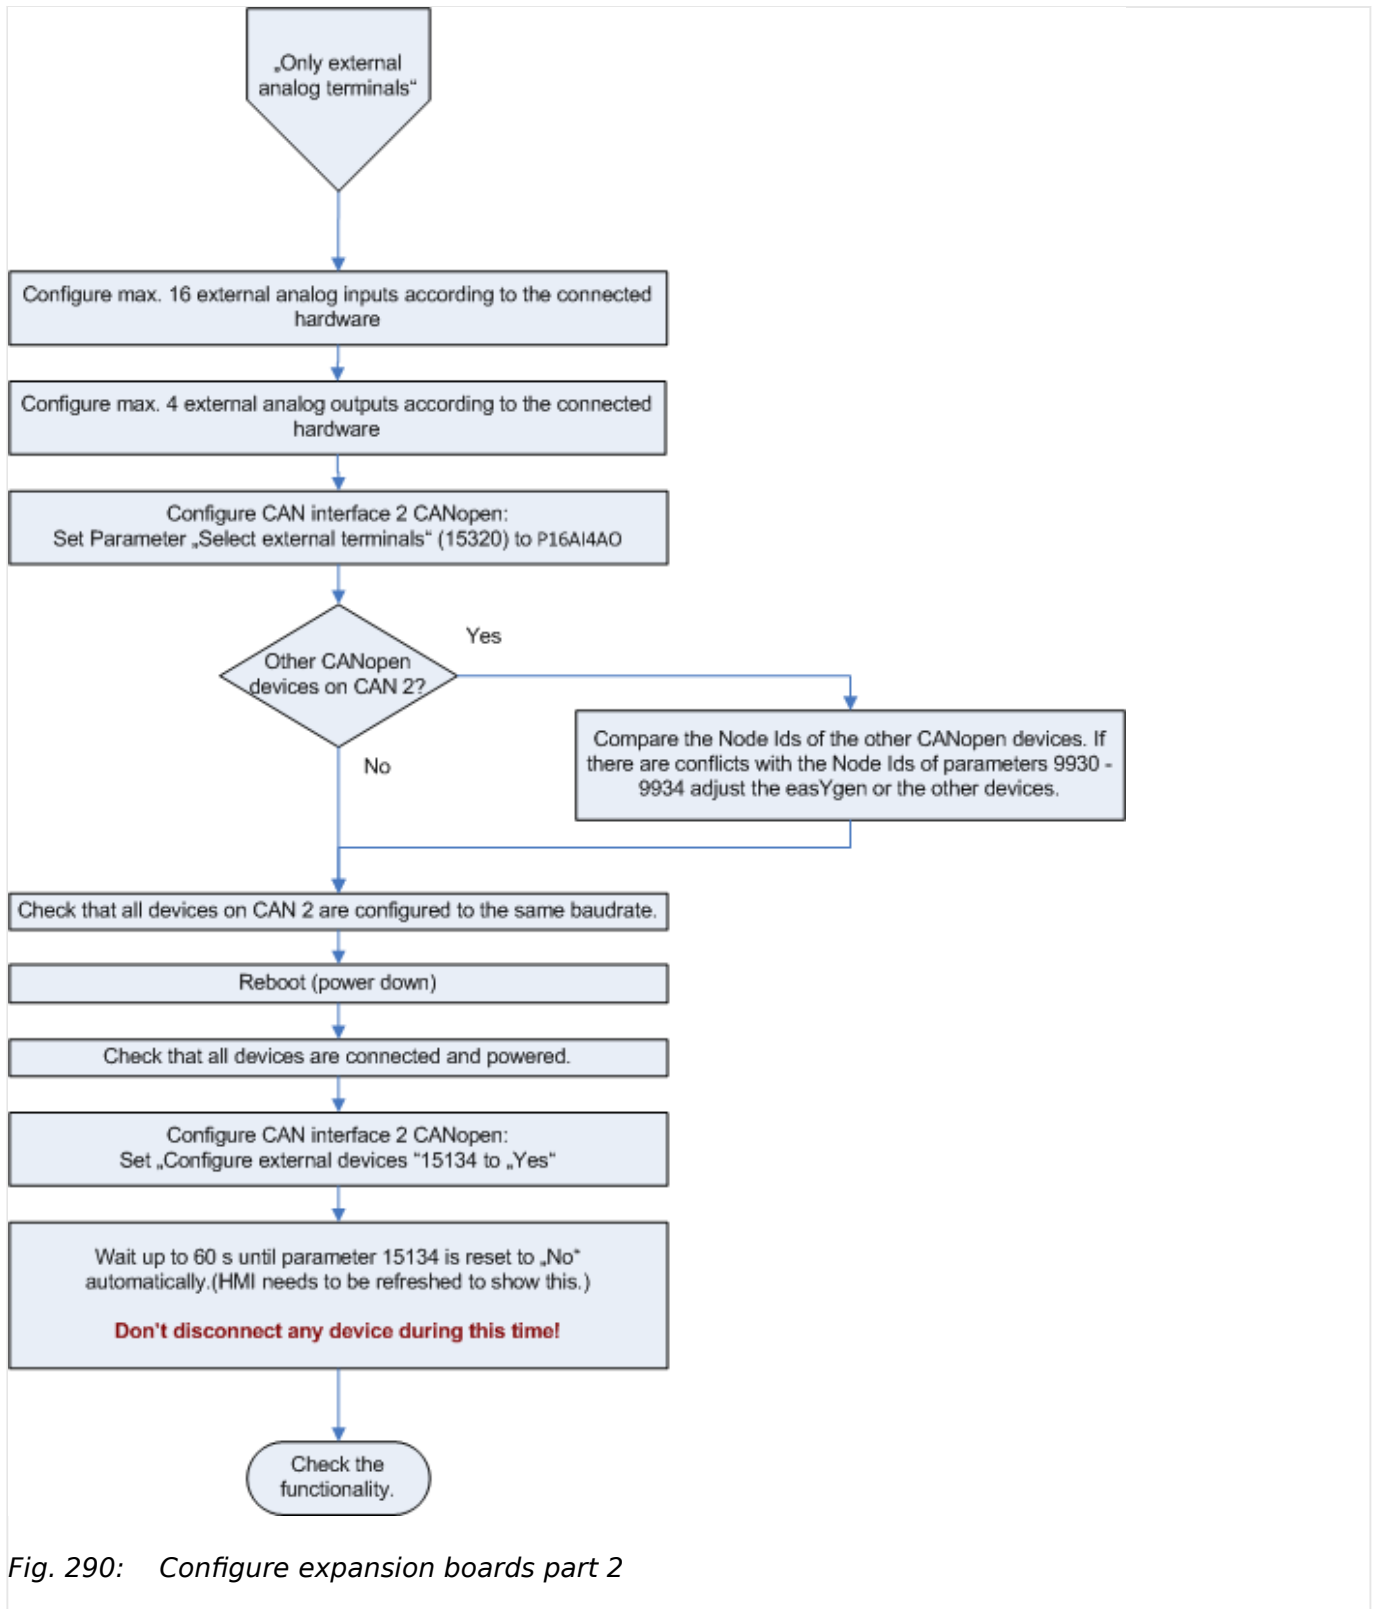 „Only external
analog terminals“
Configure max. 16 external analog inputs according to the connected
hardware
Configure max. 4 external analog outputs according to the connected
hardware
Configure CAN interface 2 CANopen:
Set Parameter „Select external terminals“ (15320) to P16AI4AO
Other CANopen
devices on CAN 2?
Yes
No
Compare the Node Ids of the other CANopen devices. If
there are conflicts with the Node Ids of parameters 9930 -
9934 adjust the easYgen or the other devices.
Check that all devices on CAN 2 are configured to the same baudrate.
Reboot (power down)
Check that all devices are connected and powered.
Configure CAN interface 2 CANopen:
Set „Configure external devices “15134 to „Yes“
Wait up to 60 s until parameter 15134 is reset to „No“
automatically.(HMI needs to be refreshed to show this.)
Don't disconnect any device during this time!
Check the
functionality.
Fig. 290: Configure expansion boards part 2